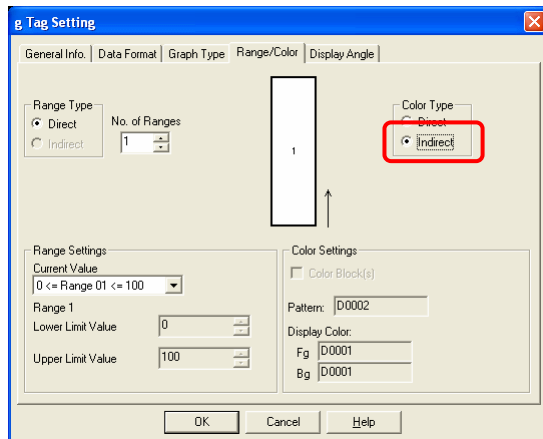 g Tag Setting
General Info. Data Format Graph Type Range/Color Display Angle
Range Type
Direct
Indirect
No. of Ranges
1
1
Color Type
Direct
Indirect
Range Settings
Current Value
0 <= Range 01 <= 100
Range 1
Lower Limit Value 0
Upper Limit Value 100
Color Settings
Color Block(s)
Pattern: D0002
Display Color:
Fg D0001
Bg D0001
OK Cancel Help